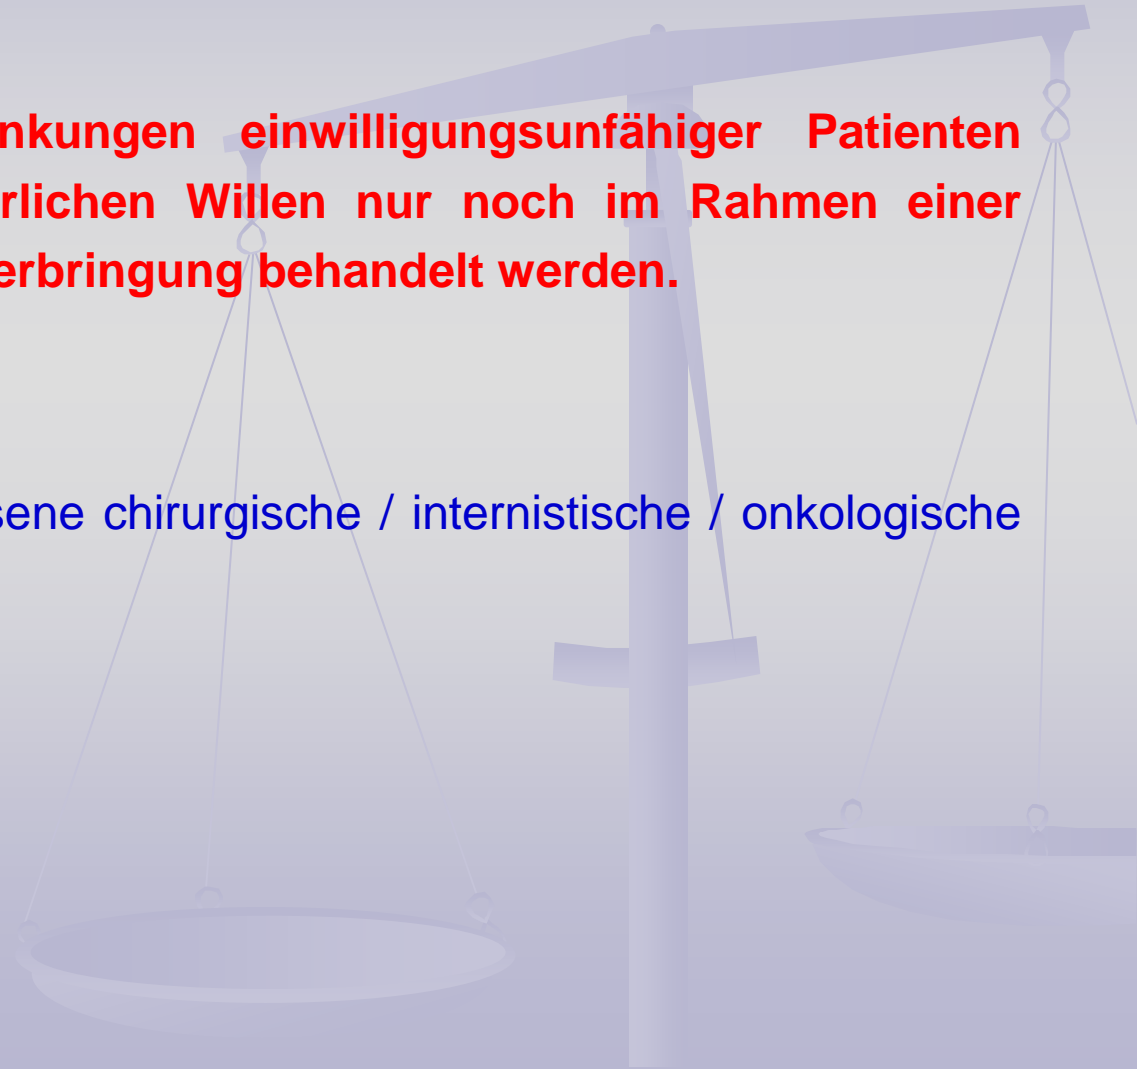 nkungen einwilligungsunfähiger Patienten
rlichen Willen nur noch im Rahmen einer
erbringung behandelt werden.
sene chirurgische / internistische / onkologische